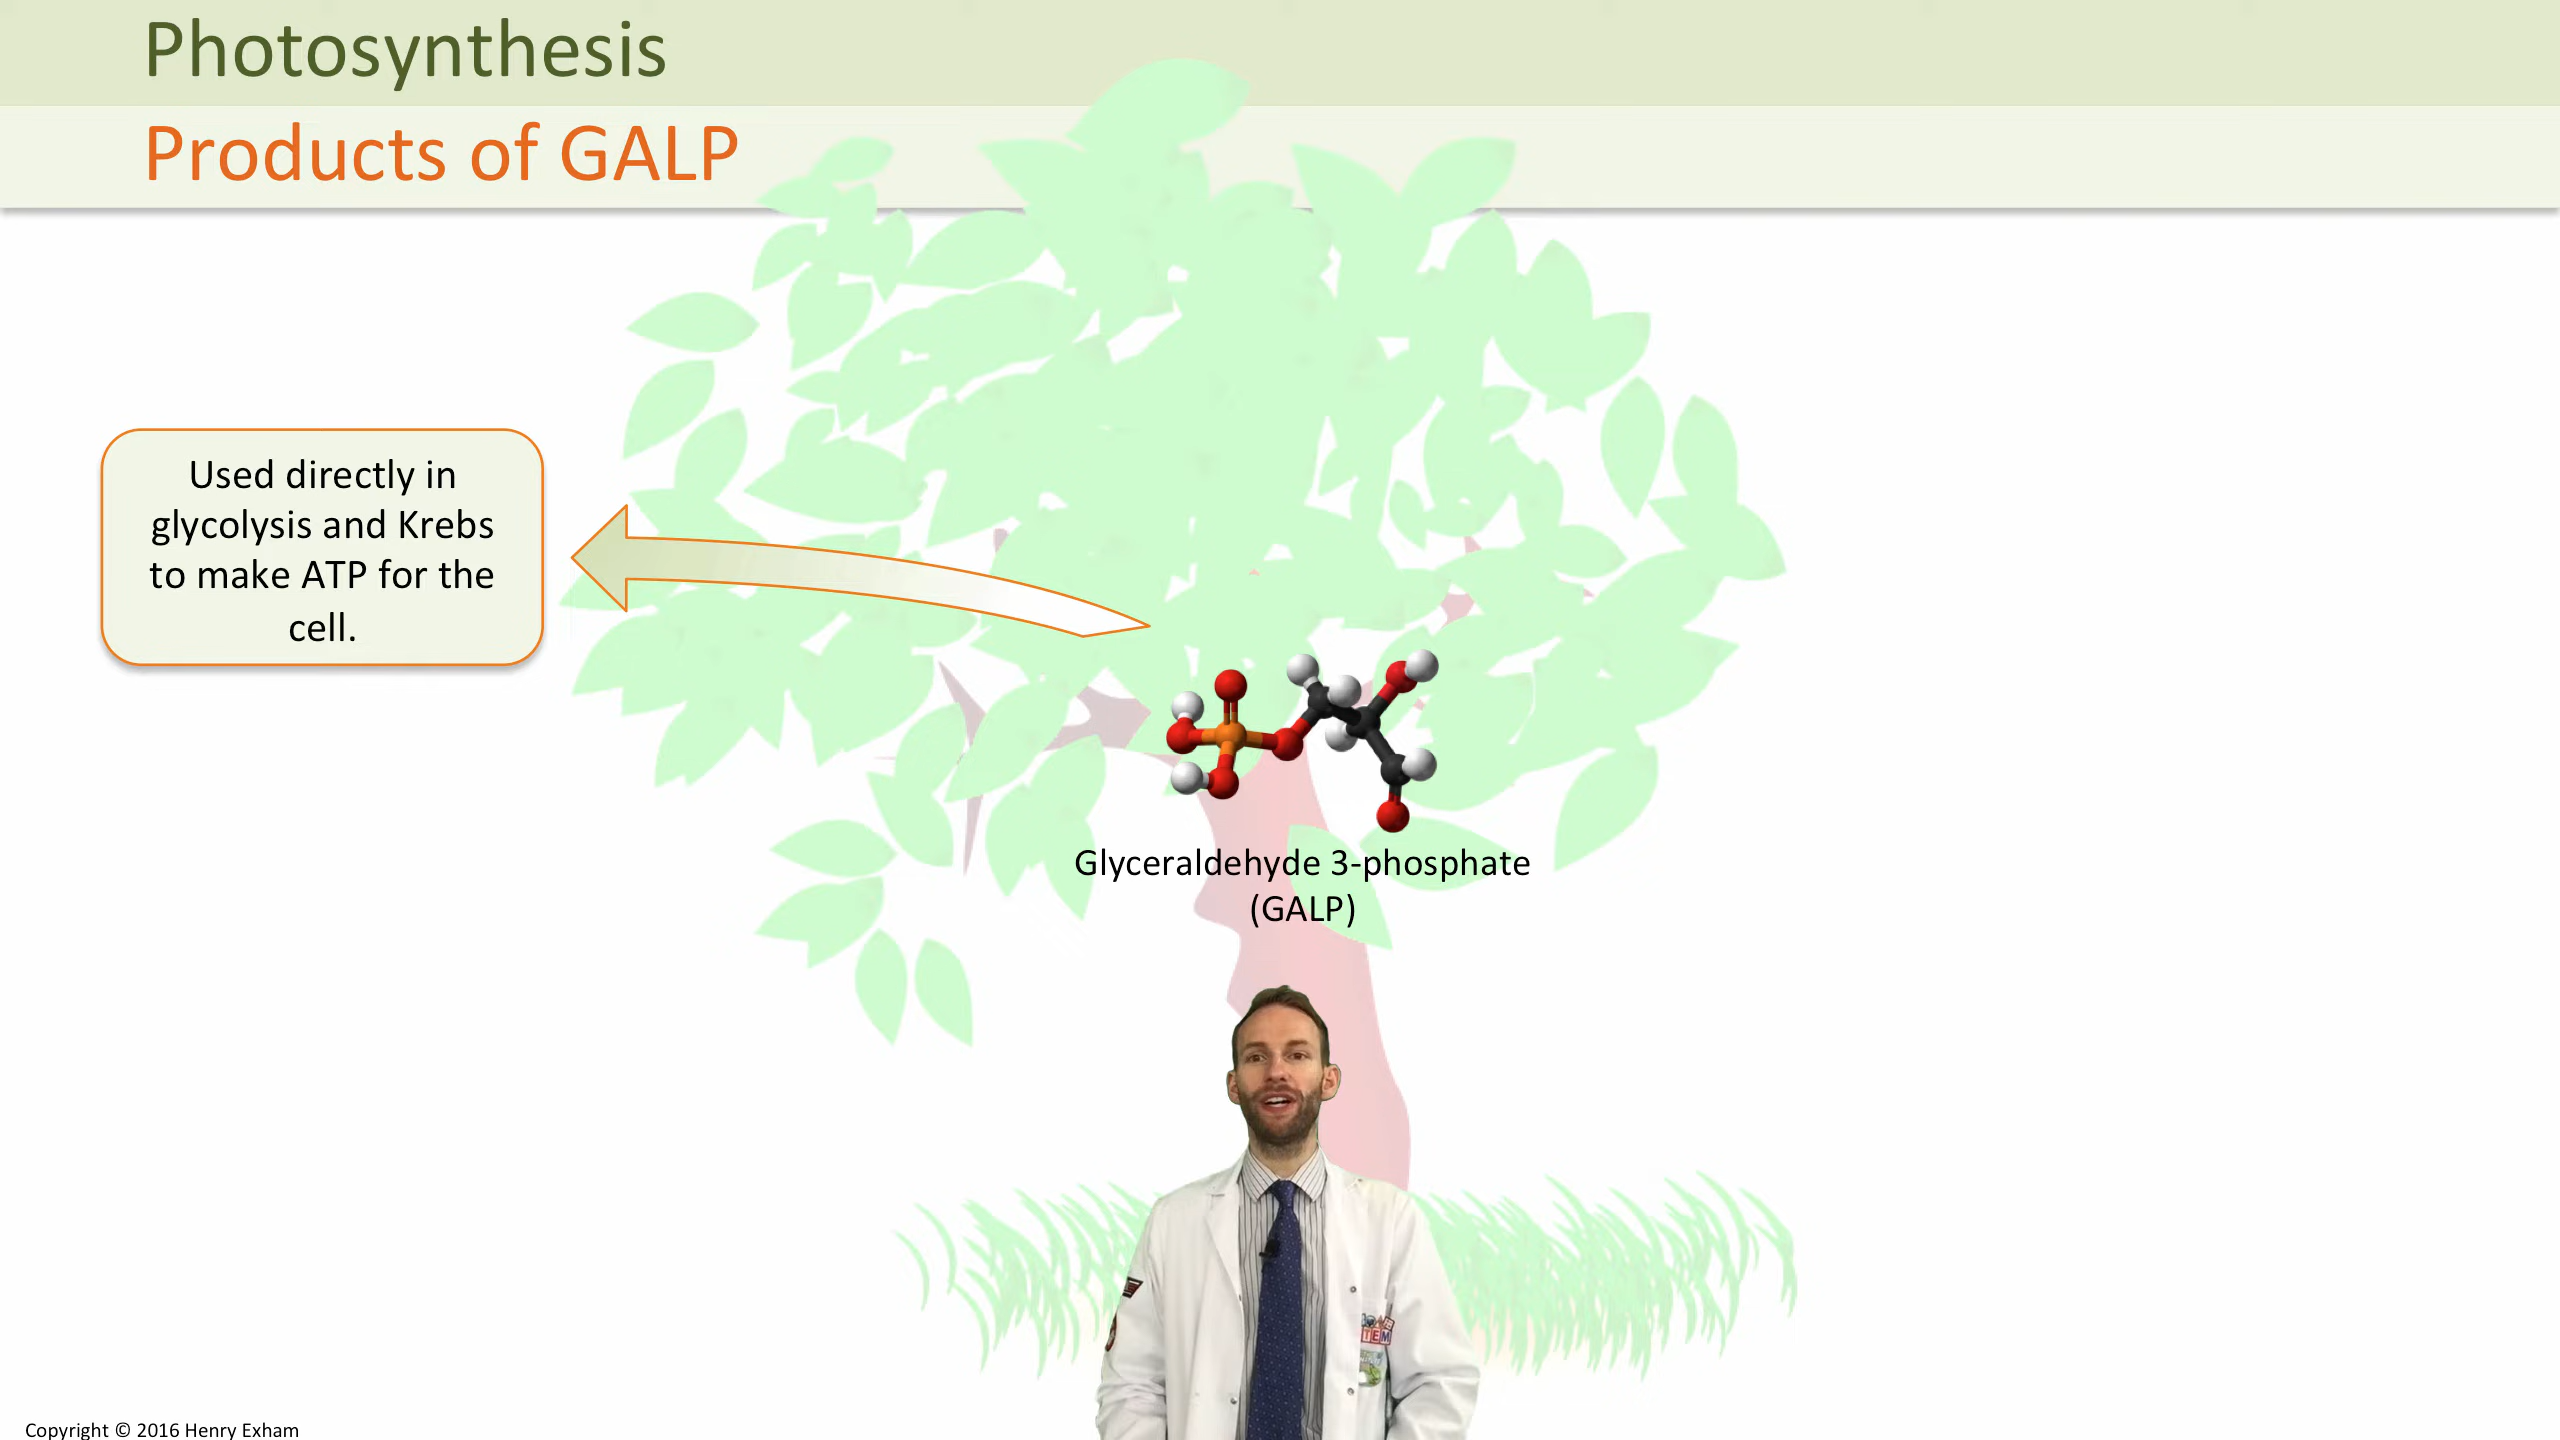 Photosynthesis
Products of GALP
Used directly in
glycolysis and Krebs
to make ATP for the
cell.
Glyceraldehyde 3-phosphate
(GALP)
Copyright © 2016 Henry Exham